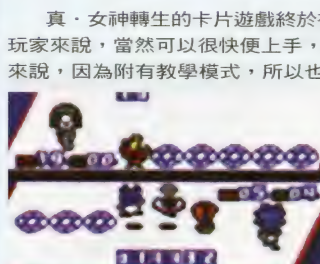 真·女神轉生的卡片遊戲終於
玩家來說,當然可以很快便上手,
來說,因為附有教學模式,所以也